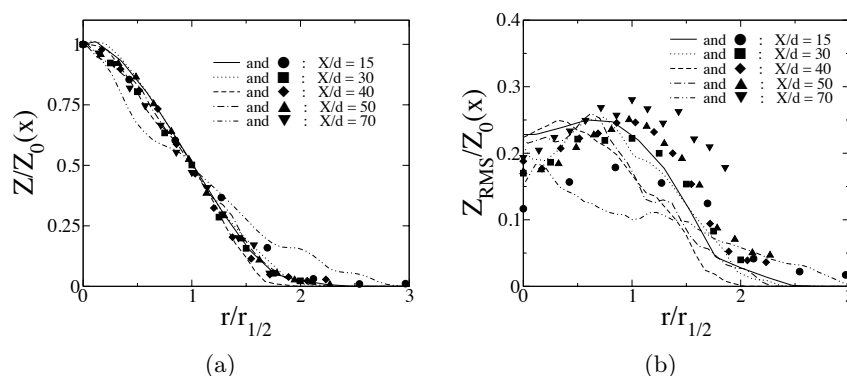 Z/Z0(x)
1
0.75
0.5
0.25
0
0 1 2 3
r/r1/2
and : X/d = 15
and : X/d = 30
and : X/d = 40
and : X/d = 50
and : X/d = 70
(a)
ZRMS/Z0(x)
0.4
0.3
0.2
0.1
0
0 1 2 3
r/r1/2
and : X/d = 15
and : X/d = 30
and : X/d = 40
and : X/d = 50
and : X/d = 70
(b)